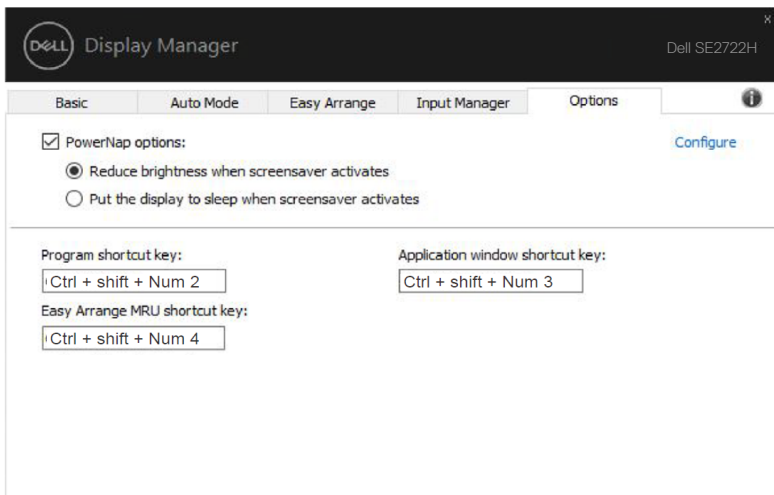 x
DELL Display Manager
Dell SE2722H
Basic Auto Mode Easy Arrange Input Manager Options
PowerNap options:
Configure
Reduce brightness when screensaver activates
Put the display to sleep when screensaver activates
Program shortcut key: Application window shortcut key:
Ctrl + shift + Num 2 Ctrl + shift + Num 3
Easy Arrange MRU shortcut key:
Ctrl + shift + Num 4